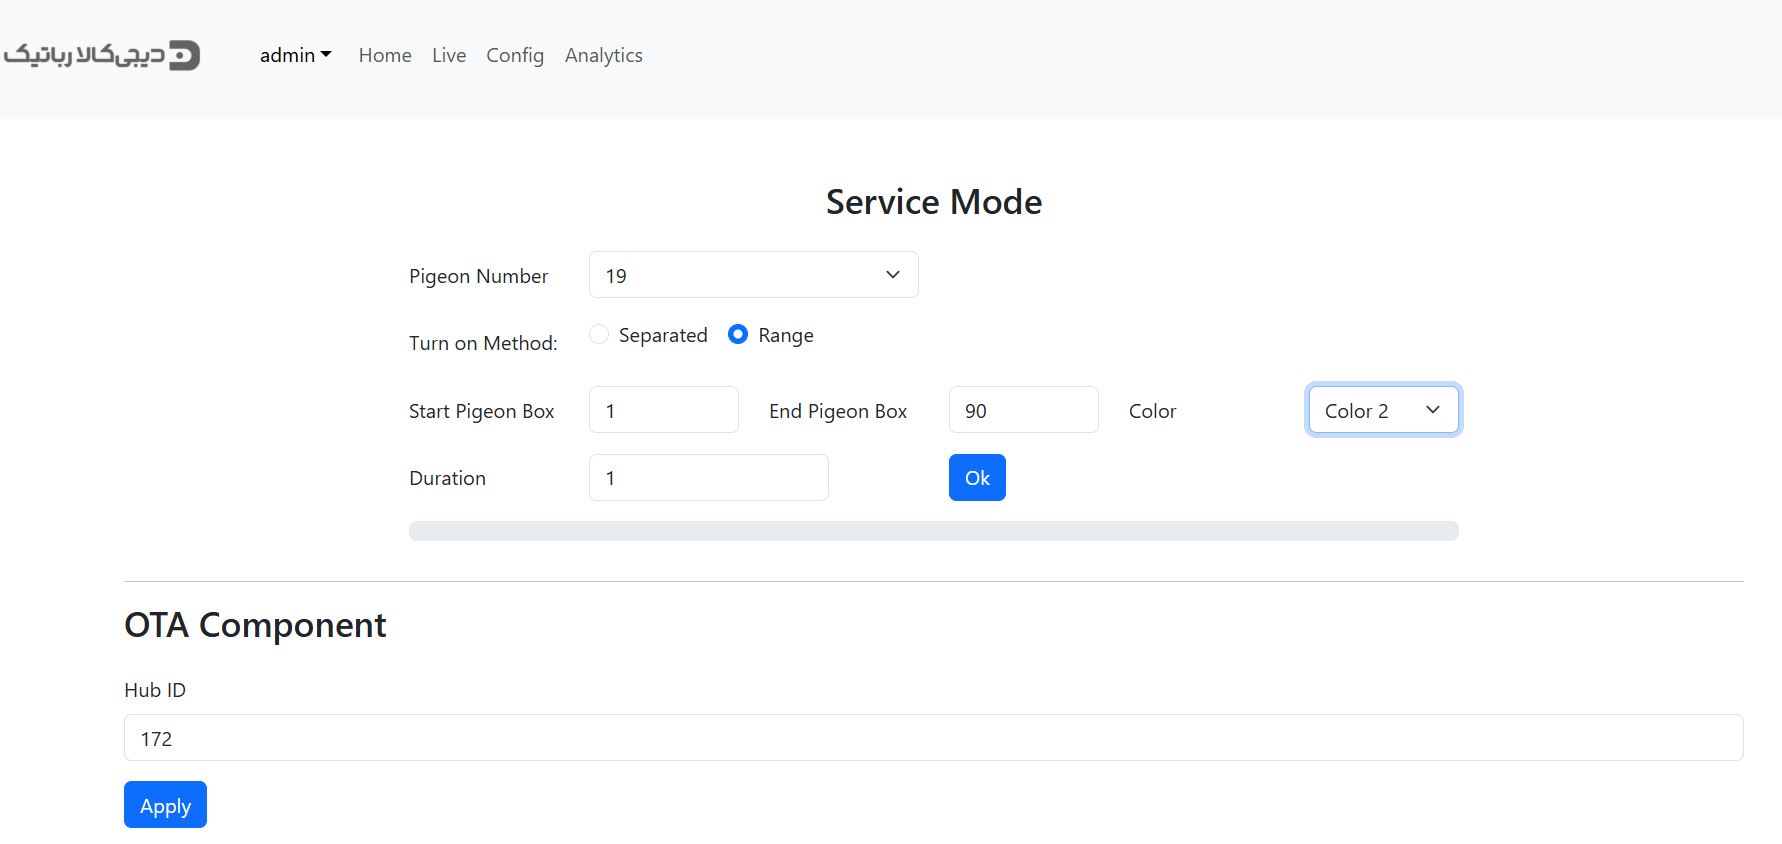 دیجی‌کالا رباتیک
admin Home Live Config Analytics
Service Mode
Pigeon Number 19
Turn on Method: Separated Range
Start Pigeon Box 1 End Pigeon Box 90 Color Color 2
Duration 1 Ok
OTA Component
Hub ID
172
Apply